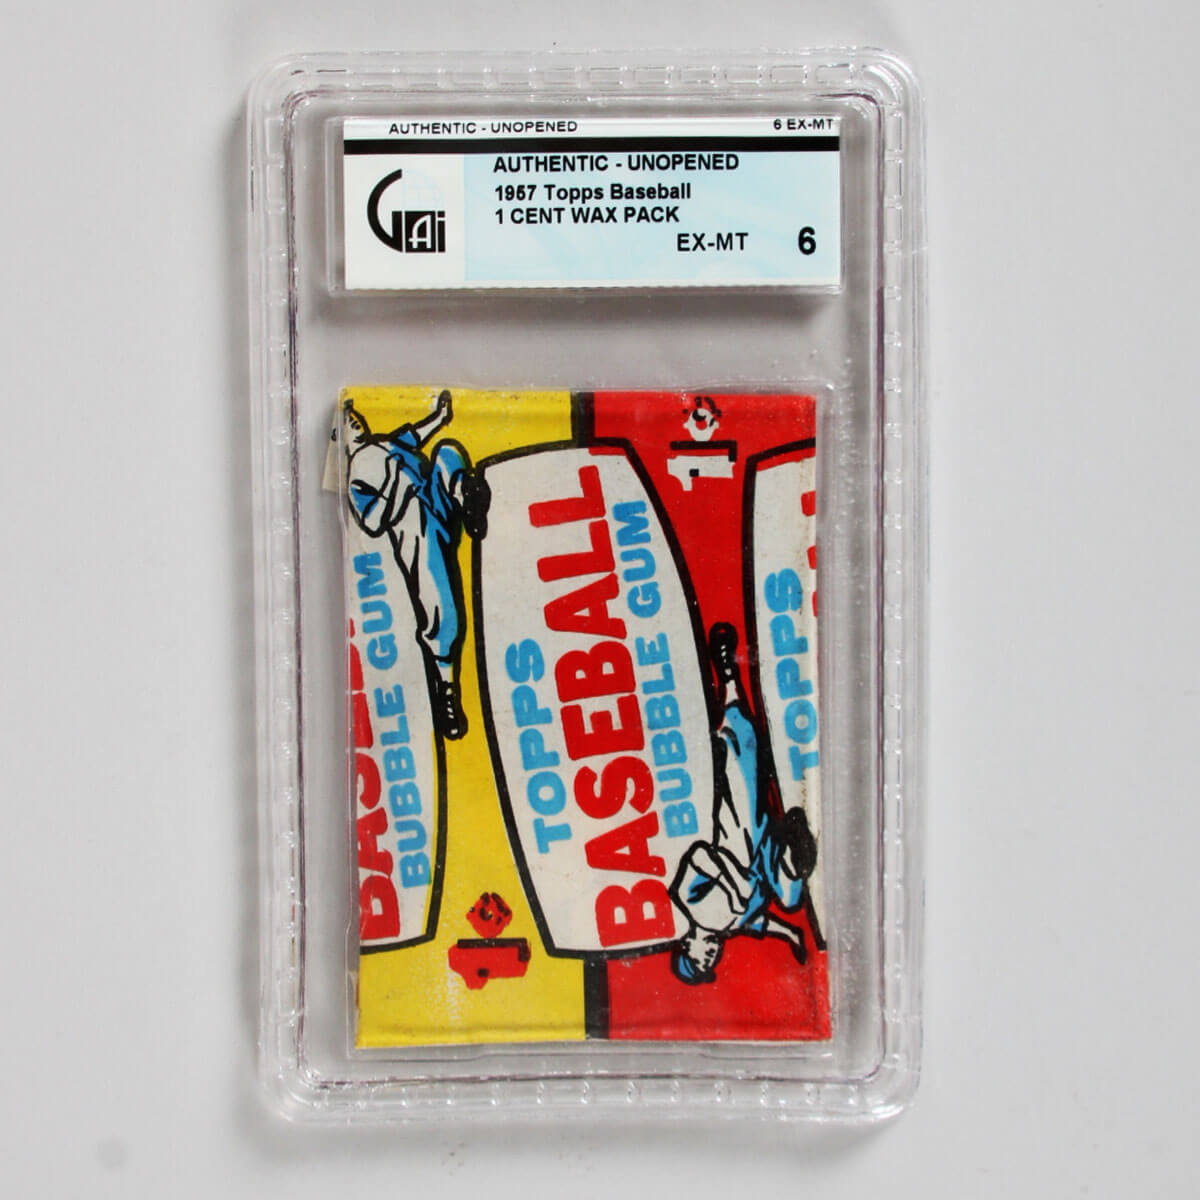 AUTHENTIC - UNOPENED 6 EX-MT
AUTHENTIC - UNOPENED
1957 Topps Baseball
1 CENT WAX PACK
EX-MT 6
GAi
1¢
BUBBLE GUM
TOPPS
BASEBALL
BUBBLE GUM
TOPPS
1¢